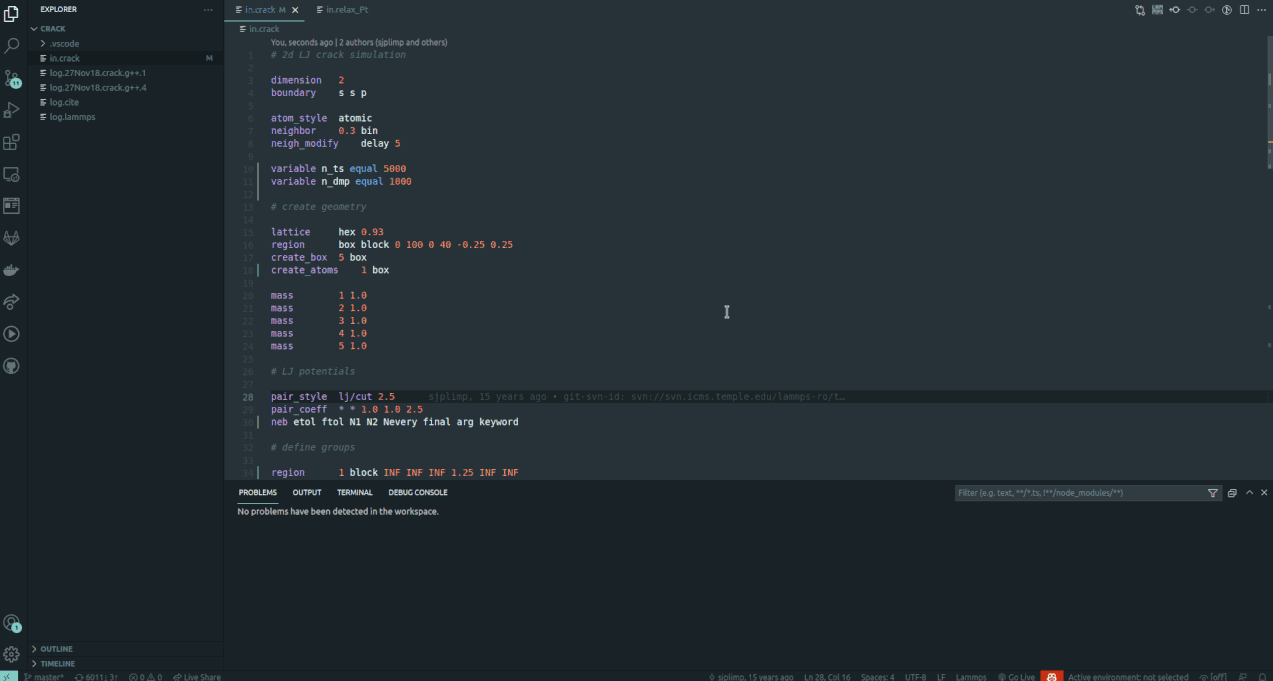 EXPLORER ...
CRACK
.vscode
in.crack M
log.27Nov18.crack.g++.1
log.27Nov18.crack.g++.4
log.cite
log.lammps
11
1
OUTLINE
TIMELINE
in.crack M
in.relax_Pt
in.crack
You, seconds ago | 2 authors (sjplimp and others)
1 # 2d LJ crack simulation
2
3 dimension 2
4 boundary s s p
5
6 atom_style atomic
7 neighbor 0.3 bin
8 neigh_modify delay 5
9
10 variable n_ts equal 5000
11 variable n_dmp equal 1000
12
13 # create geometry
14
15 lattice hex 0.93
16 region box block 0 100 0 40 -0.25 0.25
17 create_box 5 box
18 create_atoms 1 box
19
20 mass 1 1.0
21 mass 2 1.0
22 mass 3 1.0
23 mass 4 1.0
24 mass 5 1.0
25
26 # LJ potentials
27
28 pair_style lj/cut 2.5 sjplimp, 15 years ago • git-svn-id: svn://svn.icms.temple.edu/lammps-ro/t…
29 pair_coeff * * 1.0 1.0 2.5
30 neb etol ftol N1 N2 Nevery final arg keyword
31
32 # define groups
33
34 region 1 block INF INF INF 1.25 INF INF
PROBLEMS OUTPUT TERMINAL DEBUG CONSOLE
Filter (e.g. text, **/*.ts, !**/node_modules/**)
No problems have been detected in the workspace.
master* 6011↓ 3↑ 0 0 Live Share
sjplimp, 15 years ago Ln 28, Col 16 Spaces: 4 UTF-8 LF Lammps Go Live Active environment: not selected [off]